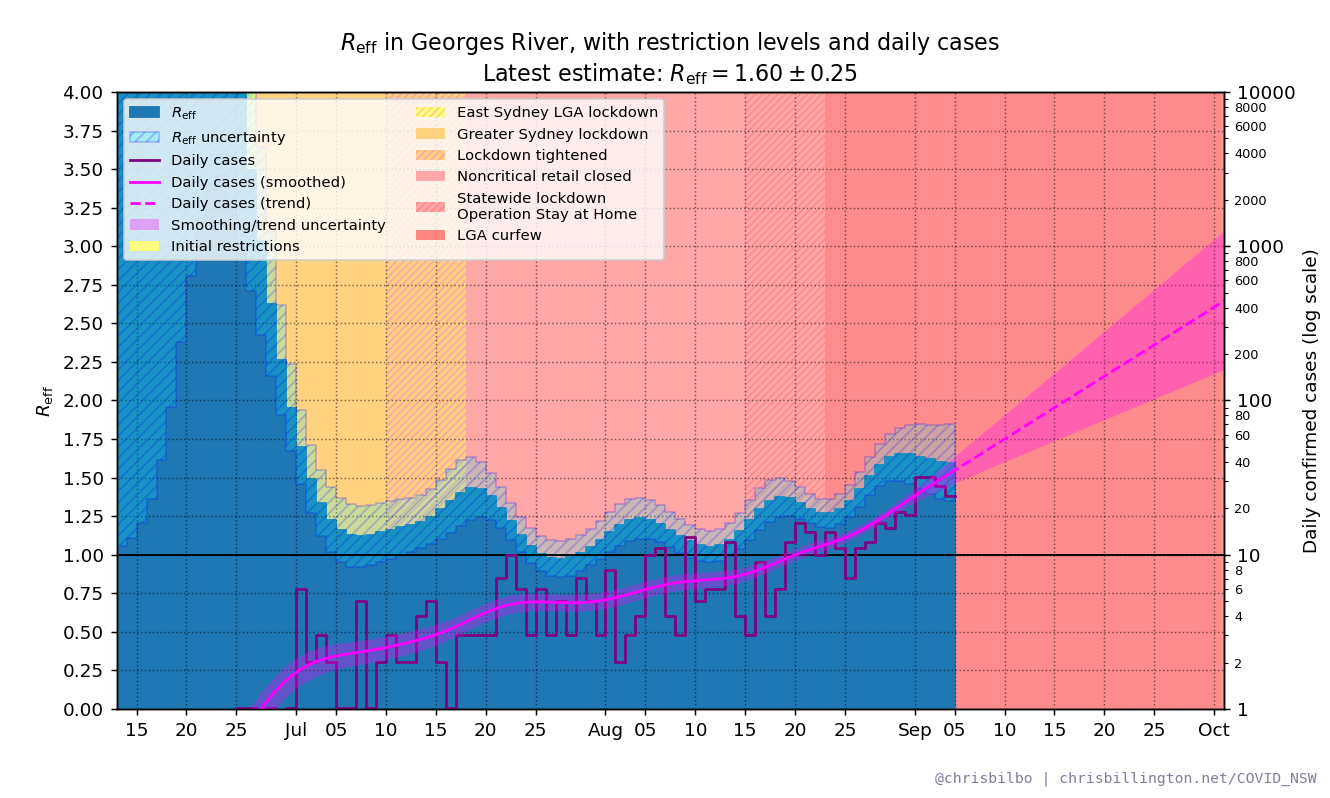 R_eff in Georges River, with restriction levels and daily cases
Latest estimate: R_eff = 1.60 ± 0.25
R_eff
R_eff uncertainty
Daily cases
Daily cases (smoothed)
Daily cases (trend)
Smoothing/trend uncertainty
Initial restrictions
East Sydney LGA lockdown
Greater Sydney lockdown
Lockdown tightened
Noncritical retail closed
Statewide lockdown
Operation Stay at Home
LGA curfew
R_eff
4.00
3.75
3.50
3.25
3.00
2.75
2.50
2.25
2.00
1.75
1.50
1.25
1.00
0.75
0.50
0.25
0.00
10000
8000
6000
4000
2000
1000
800
600
400
200
100
80
60
40
20
10
8
6
4
2
1
Daily confirmed cases (log scale)
15 20 25 Jul 05 10 15 20 25 Aug 05 10 15 20 25 Sep 05 10 15 20 25 Oct
@chrisbilbo | chrisbillington.net/COVID_NSW